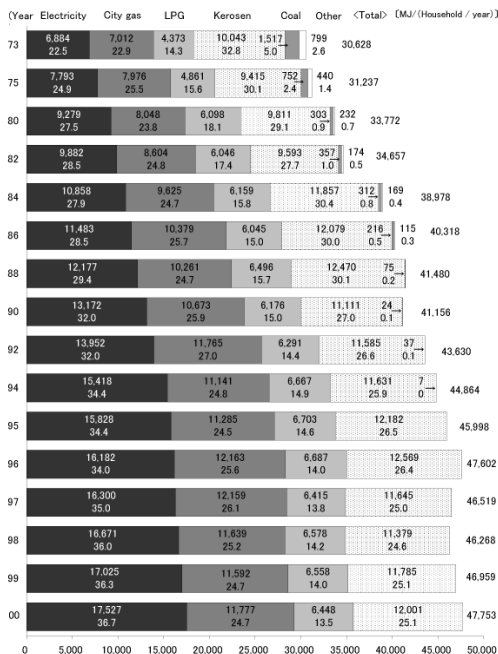 (Year Electricity City gas LPG Kerosen Coal Other <Total> [MJ/(Household / year)]
73 6,884 7,012 4,373 10,043 1,517 799 30,628
22.5 22.9 14.3 32.8 5.0 2.6
75 7,793 7,976 4,861 9,415 752 440 31,237
24.9 25.5 15.6 30.1 2.4 1.4
80 9,279 8,048 6,098 9,811 303 232 33,772
27.5 23.8 18.1 29.1 0.9 0.7
82 9,882 8,604 6,046 9,593 357 174 34,657
28.5 24.8 17.4 27.7 1.0 0.5
84 10,858 9,625 6,159 11,857 312 169 38,978
27.9 24.7 15.8 30.4 0.8 0.4
86 11,483 10,379 6,045 12,079 216 115 40,318
28.5 25.7 15.0 30.0 0.5 0.3
88 12,177 10,261 6,496 12,470 75 41,480
29.4 24.7 15.7 30.1 0.2
90 13,172 10,673 6,176 11,111 24 41,156
32.0 25.9 15.0 27.0 0.1
92 13,952 11,765 6,291 11,585 37 43,630
32.0 27.0 14.4 26.6 0.1
94 15,418 11,141 6,667 11,631 7 44,864
34.4 24.8 14.9 25.9 0
95 15,828 11,285 6,703 12,182 45,998
34.4 24.5 14.6 26.5
96 16,182 12,163 6,687 12,569 47,602
34.0 25.6 14.0 26.4
97 16,300 12,159 6,415 11,645 46,519
35.0 26.1 13.8 25.0
98 16,671 11,639 6,578 11,379 46,268
36.0 25.2 14.2 24.6
99 17,025 11,592 6,558 11,785 46,959
36.3 24.7 14.0 25.1
00 17,527 11,777 6,448 12,001 47,753
36.7 24.7 13.5 25.1
0 5.000 10.000 15.000 20.000 25.000 30.000 35.000 40.000 45.000 50.000